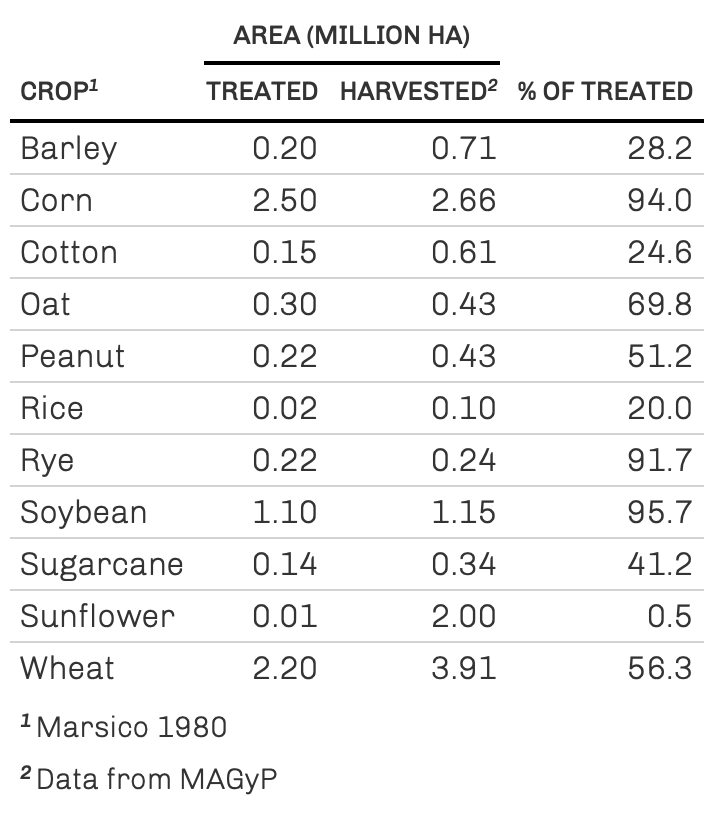 AREA (MILLION HA)
CROP1 TREATED HARVESTED2 % OF TREATED
Barley 0.20 0.71 28.2
Corn 2.50 2.66 94.0
Cotton 0.15 0.61 24.6
Oat 0.30 0.43 69.8
Peanut 0.22 0.43 51.2
Rice 0.02 0.10 20.0
Rye 0.22 0.24 91.7
Soybean 1.10 1.15 95.7
Sugarcane 0.14 0.34 41.2
Sunflower 0.01 2.00 0.5
Wheat 2.20 3.91 56.3
1 Marsico 1980
2 Data from MAGyP